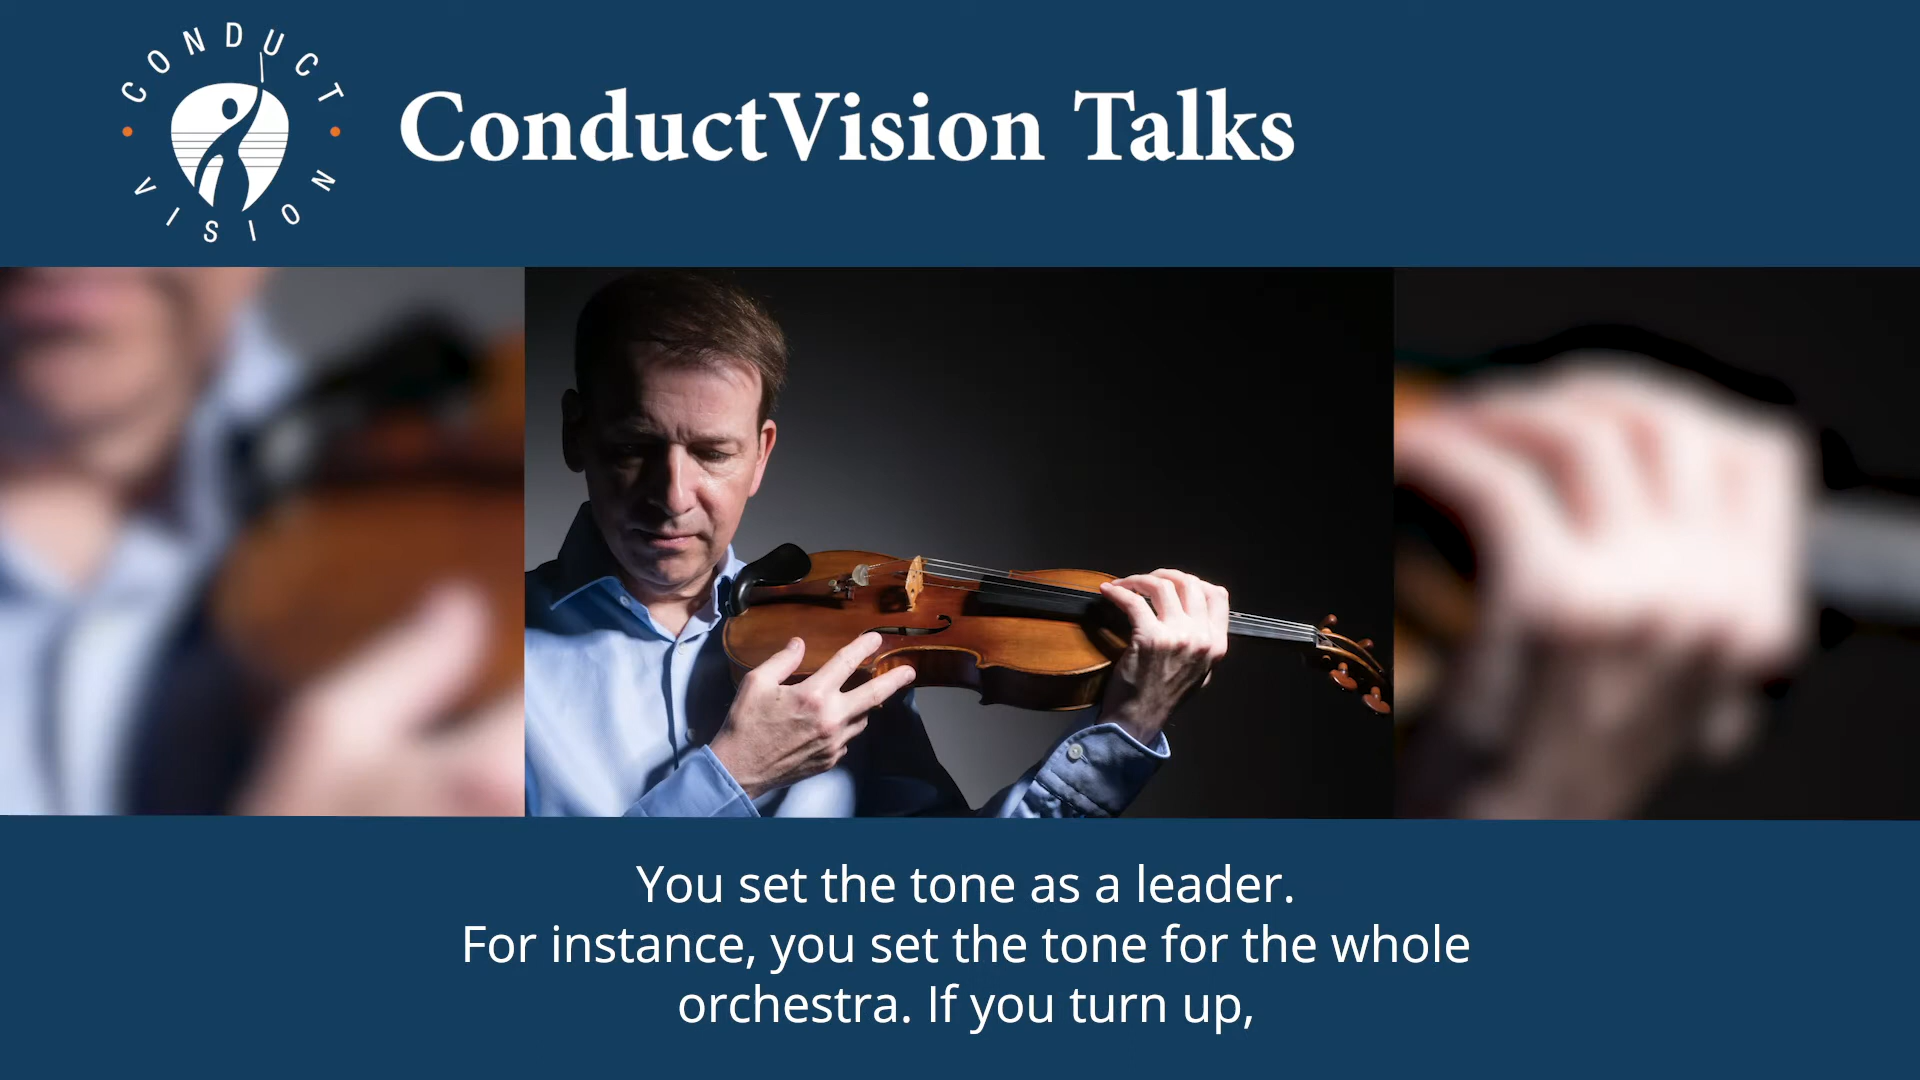 CONDUCT
VISION
ConductVision Talks
You set the tone as a leader.
For instance, you set the tone for the whole
orchestra. If you turn up,